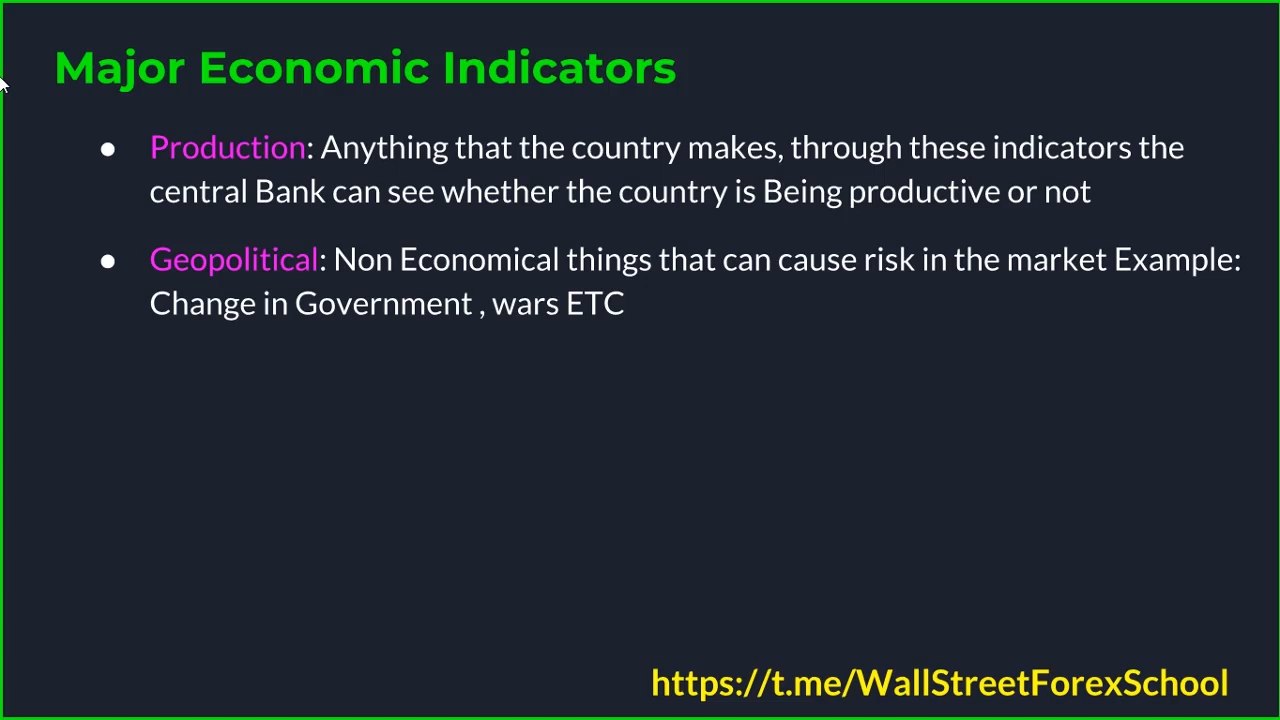 Major Economic Indicators
● Production: Anything that the country makes, through these indicators the
central Bank can see whether the country is Being productive or not
● Geopolitical: Non Economical things that can cause risk in the market Example:
Change in Government , wars ETC
https://t.me/WallStreetForexSchool